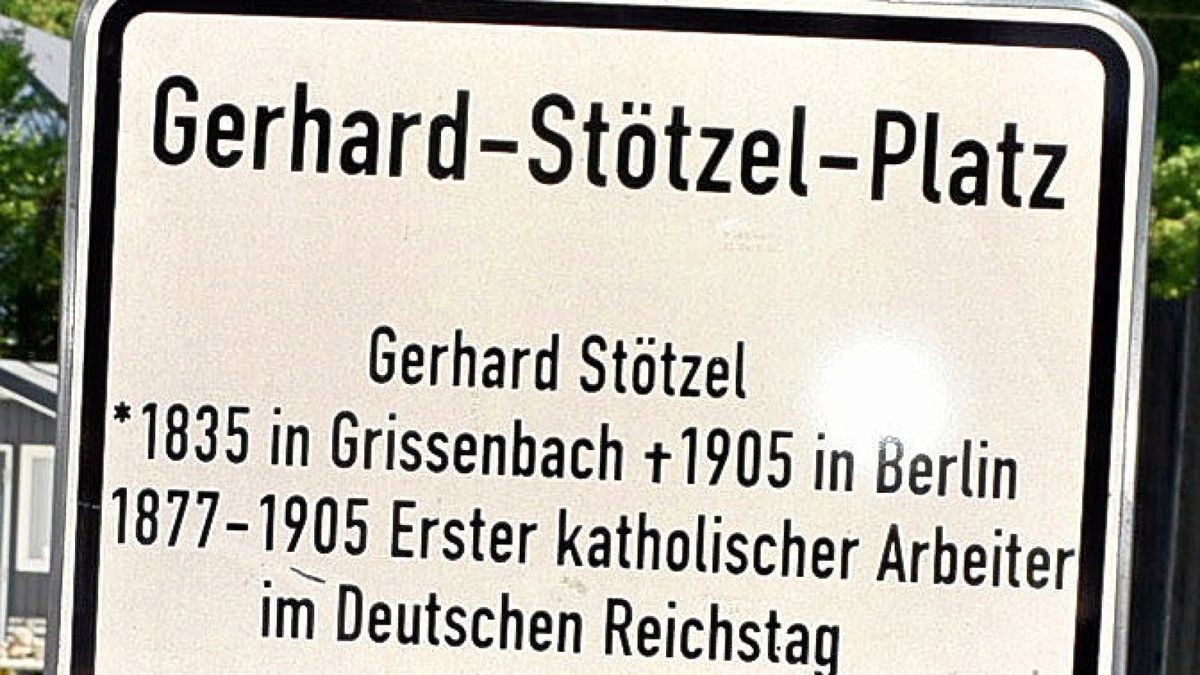 Gerhard-Stötzel-Platz
Gerhard Stötzel
*1835 in Grissenbach +1905 in Berlin
1877-1905 Erster katholischer Arbeiter
im Deutschen Reichstag